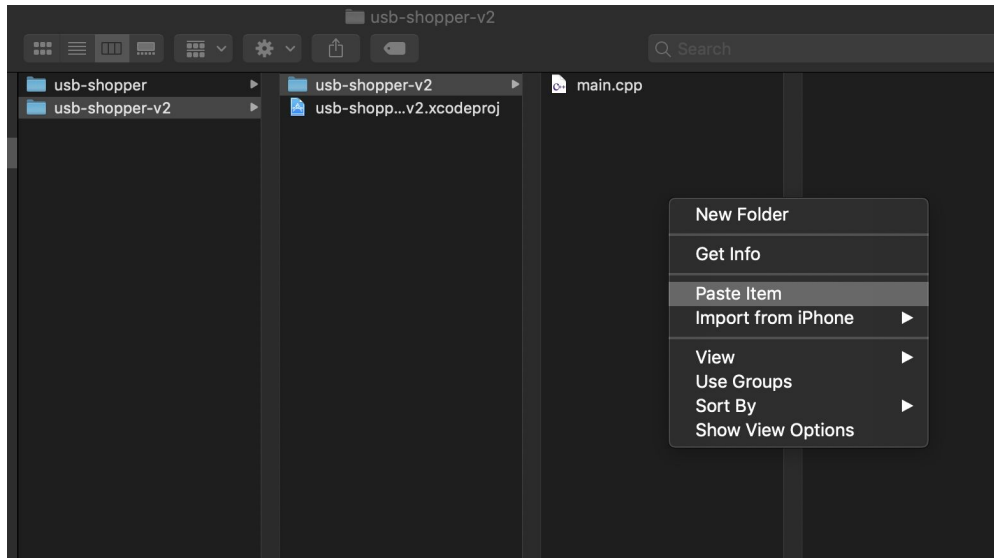 usb-shopper-v2
Search
usb-shopper
usb-shopper-v2
usb-shopper-v2
usb-shopp...v2.xcodeproj
main.cpp
New Folder
Get Info
Paste Item
Import from iPhone
View
Use Groups
Sort By
Show View Options